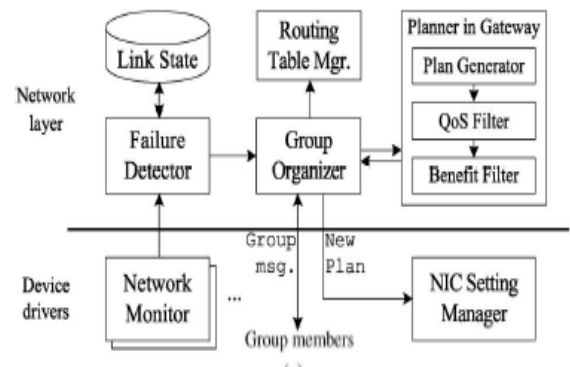 Link State
Routing
Table Mgr.
Planner in Gateway
Plan Generator
QoS Filter
Benefit Filter
Network
layer
Failure
Detector
Group
Organizer
Group
msg.
New
Plan
Device
drivers
Network
Monitor
...
Group members
NIC Setting
Manager